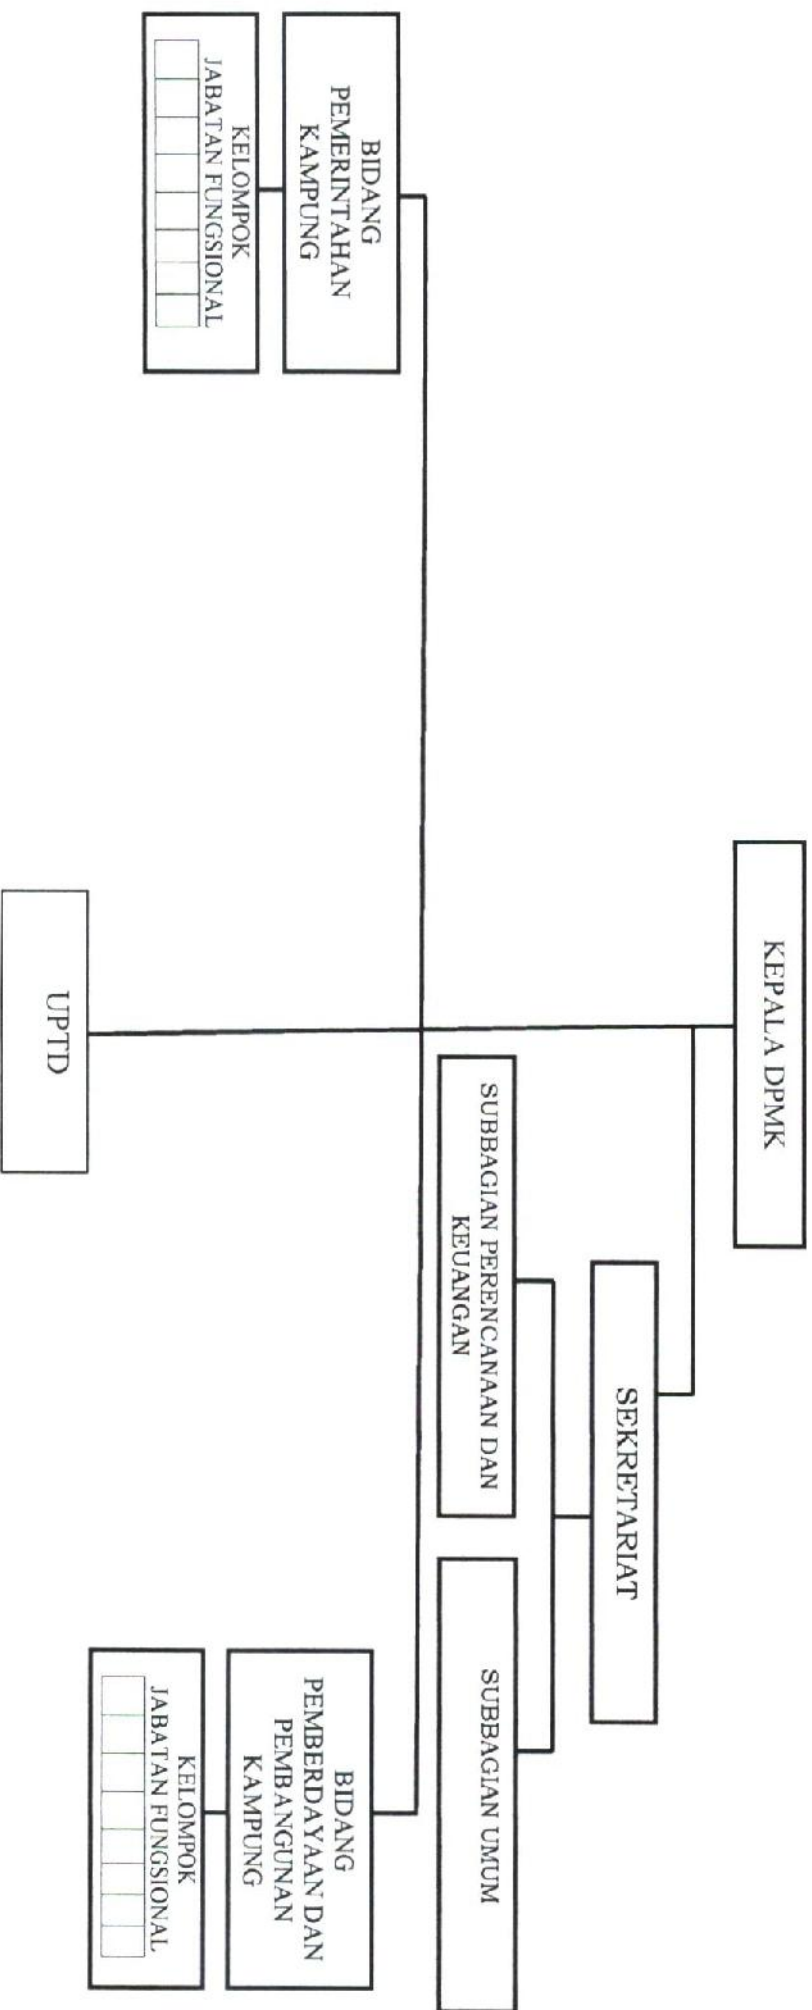 KEPALA DPMK
SEKRETARIAT
SUBBAGIAN PERENCANAAN DAN
KEUANGAN
SUBBAGIAN UMUM
BIDANG
PEMERINTAHAN
KAMPUNG
KELOMPOK
JABATAN FUNGSIONAL
BIDANG
PEMBERDAYAAN DAN
PEMBANGUNAN
KAMPUNG
KELOMPOK
JABATAN FUNGSIONAL
UPTD